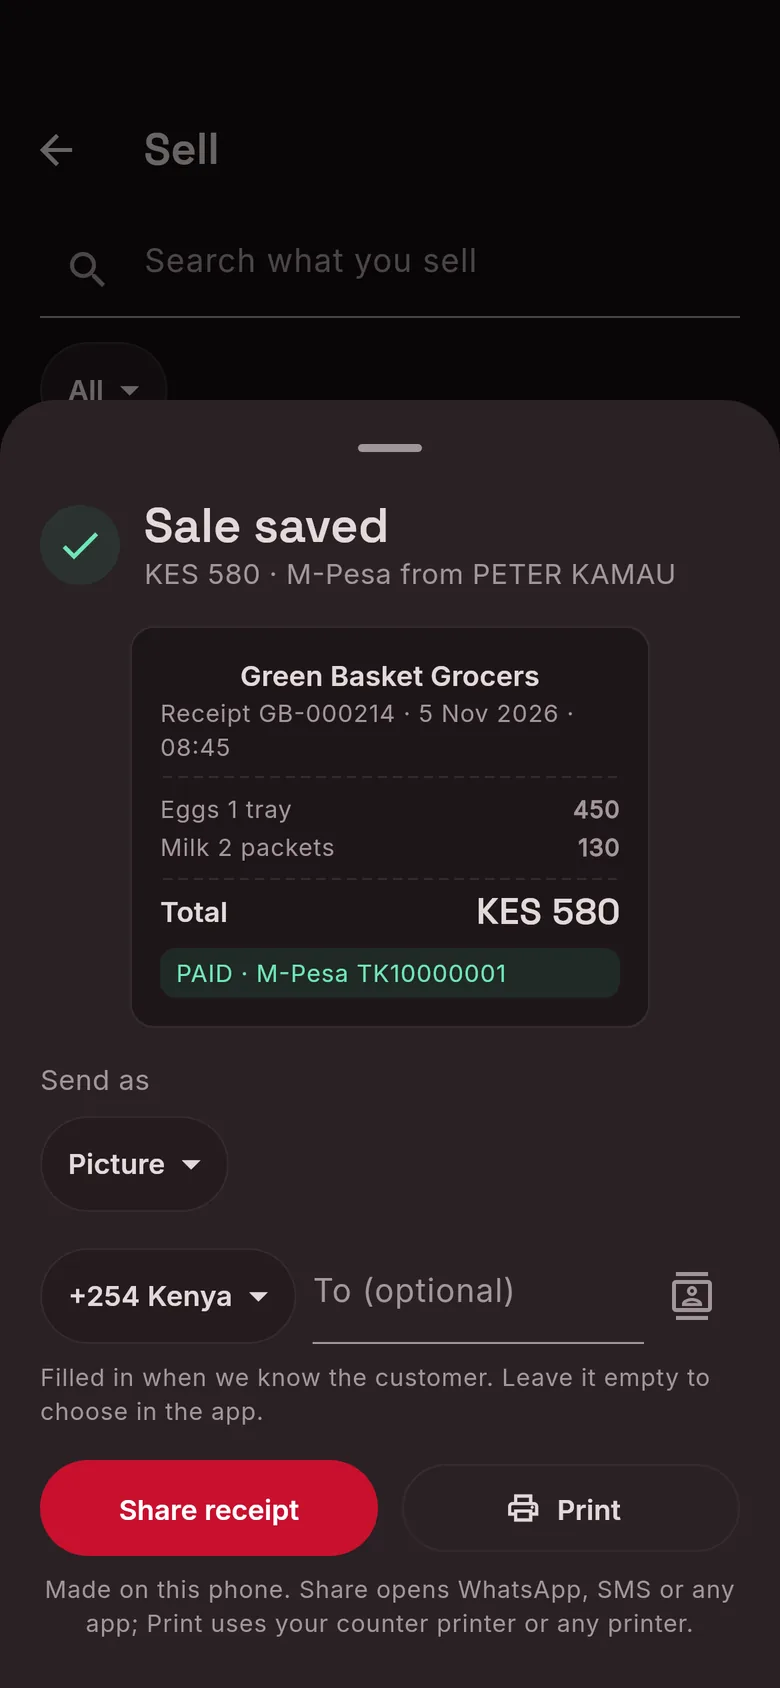 Sell
Search what you sell
All
Sale saved
KES 580 · M-Pesa from PETER KAMAU
Green Basket Grocers
Receipt GB-000214 · 5 Nov 2026 ·
08:45
Eggs 1 tray 450
Milk 2 packets 130
Total KES 580
PAID · M-Pesa TK10000001
Send as
Picture
+254 Kenya To (optional)
Filled in when we know the customer. Leave it empty to
choose in the app.
Share receipt Print
Made on this phone. Share opens WhatsApp, SMS or any
app; Print uses your counter printer or any printer.